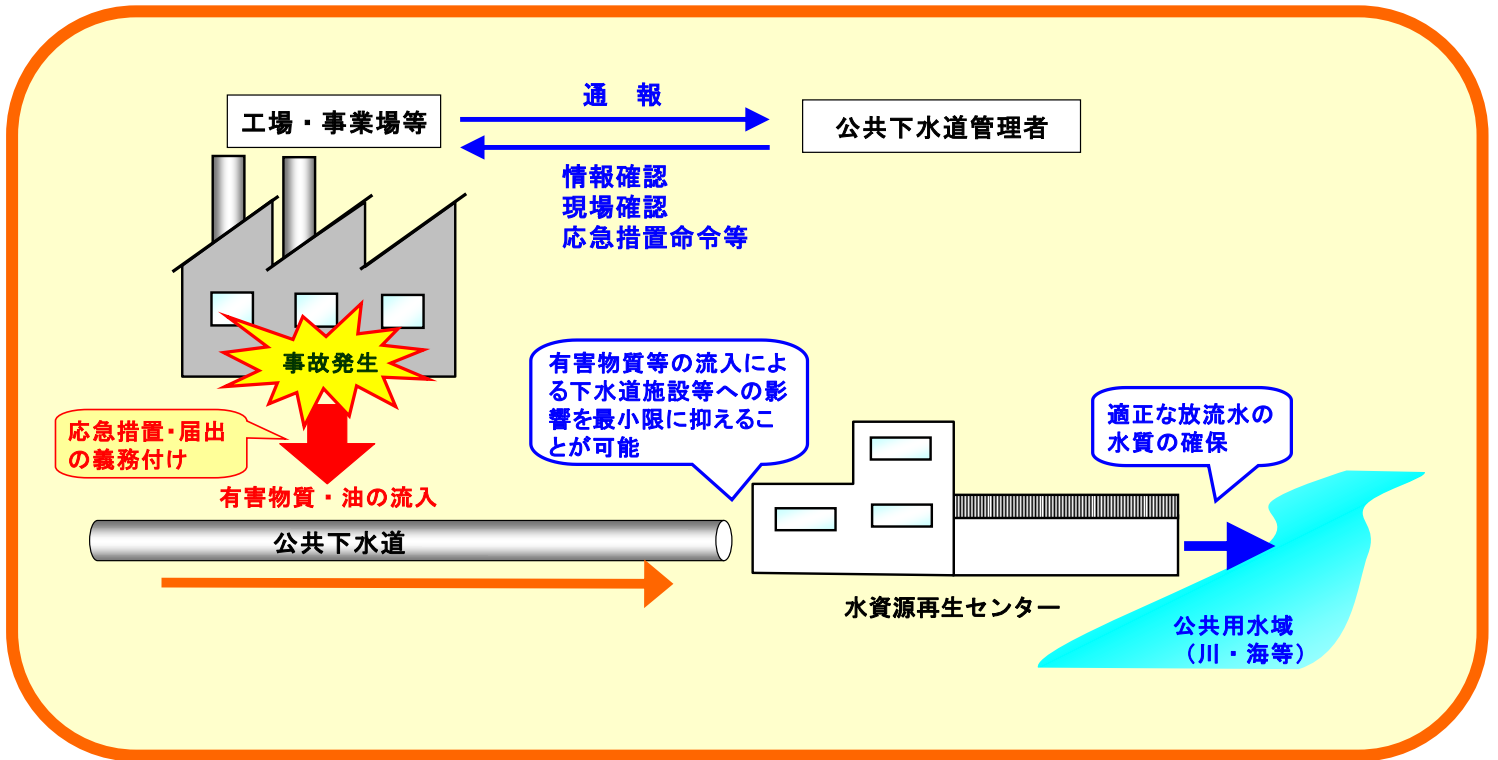 通　報
工場・事業場等
公共下水道管理者
情報確認
現場確認
応急措置命令等
事故発生
有害物質等の流入によ
る下水道施設等への影
響を最小限に抑えるこ
とが可能
適正な放流水の
水質の確保
応急措置・届出
の義務付け
有害物質・油の流入
公共下水道
水資源再生センター
公共用水域
（川・海等）